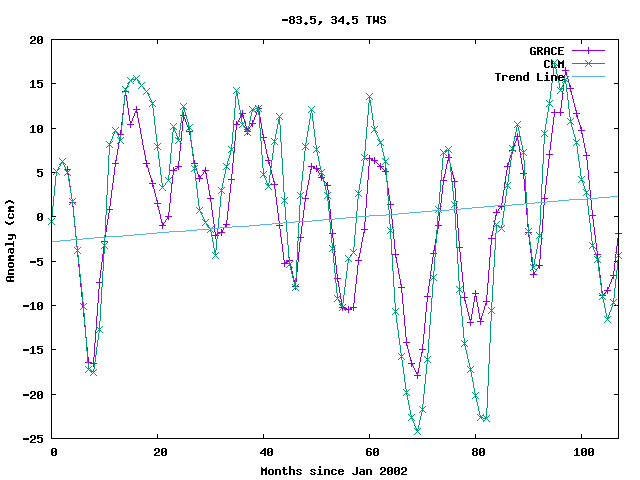 -83.5, 34.5 TWS
GRACE
CLM
Trend Line
20
15
10
5
0
-5
-10
-15
-20
-25
Anomaly (cm)
0 20 40 60 80 100
Months since Jan 2002